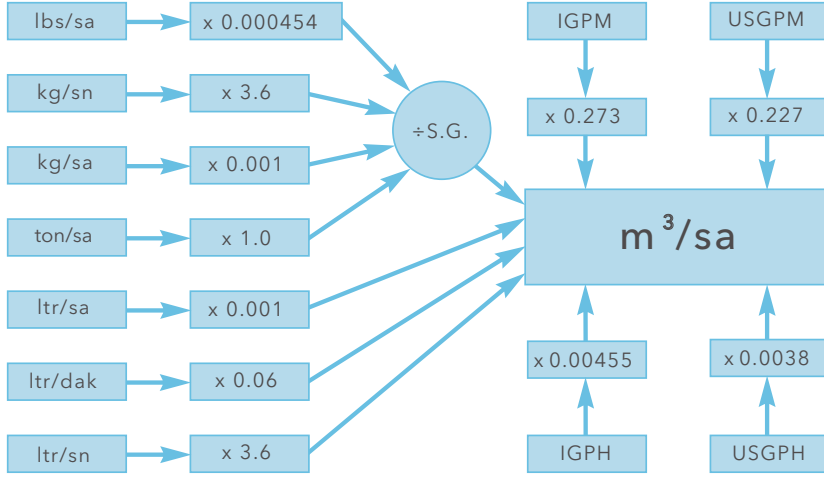 lbs/sa
x 0.000454
IGPM
USGPM
kg/sn
x 3.6
x 0.273
x 0.227
÷S.G.
kg/sa
x 0.001
ton/sa
x 1.0
m³/sa
ltr/sa
x 0.001
x 0.00455
x 0.0038
ltr/dak
x 0.06
ltr/sn
x 3.6
IGPH
USGPH